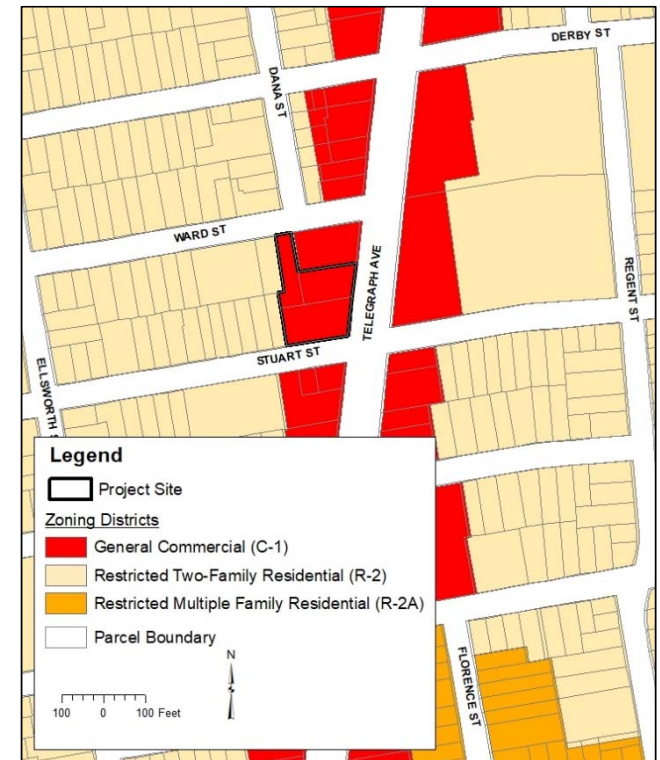 DERBY ST
DANA ST
WARD ST
TELEGRAPH AVE
REGENT ST
STUART ST
ELLSWORTH S
Legend
Project Site
Zoning Districts
General Commercial (C-1)
Restricted Two-Family Residential (R-2)
Restricted Multiple Family Residential (R-2A)
Parcel Boundary
N
100 0 100 Feet
FLORENCE ST